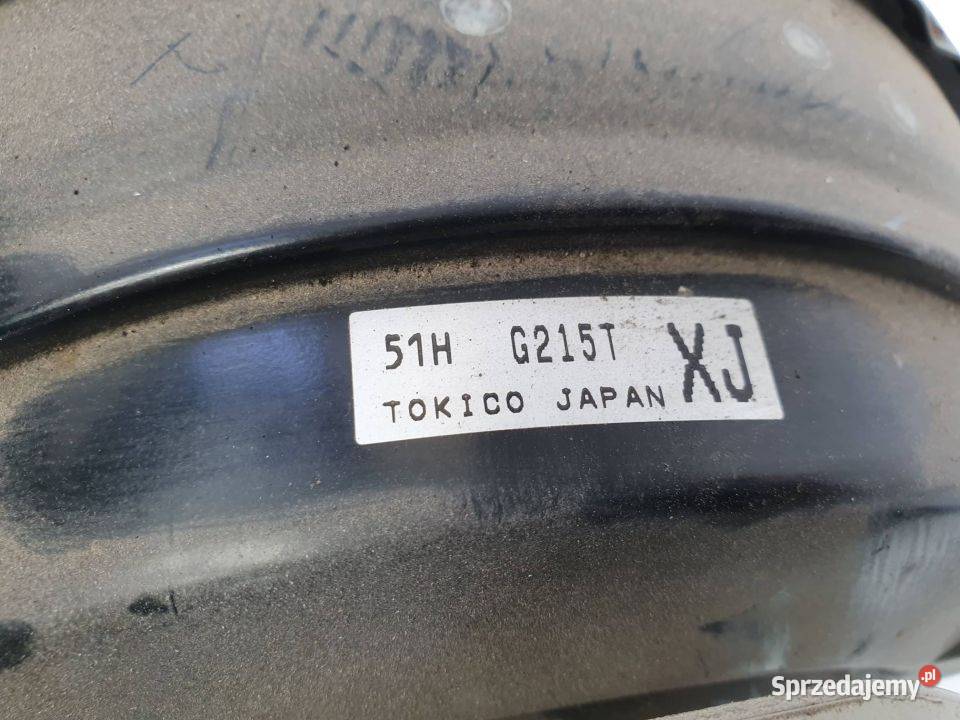 51H G215T XJ
TOKICO JAPAN
Sprzedajemy.pl